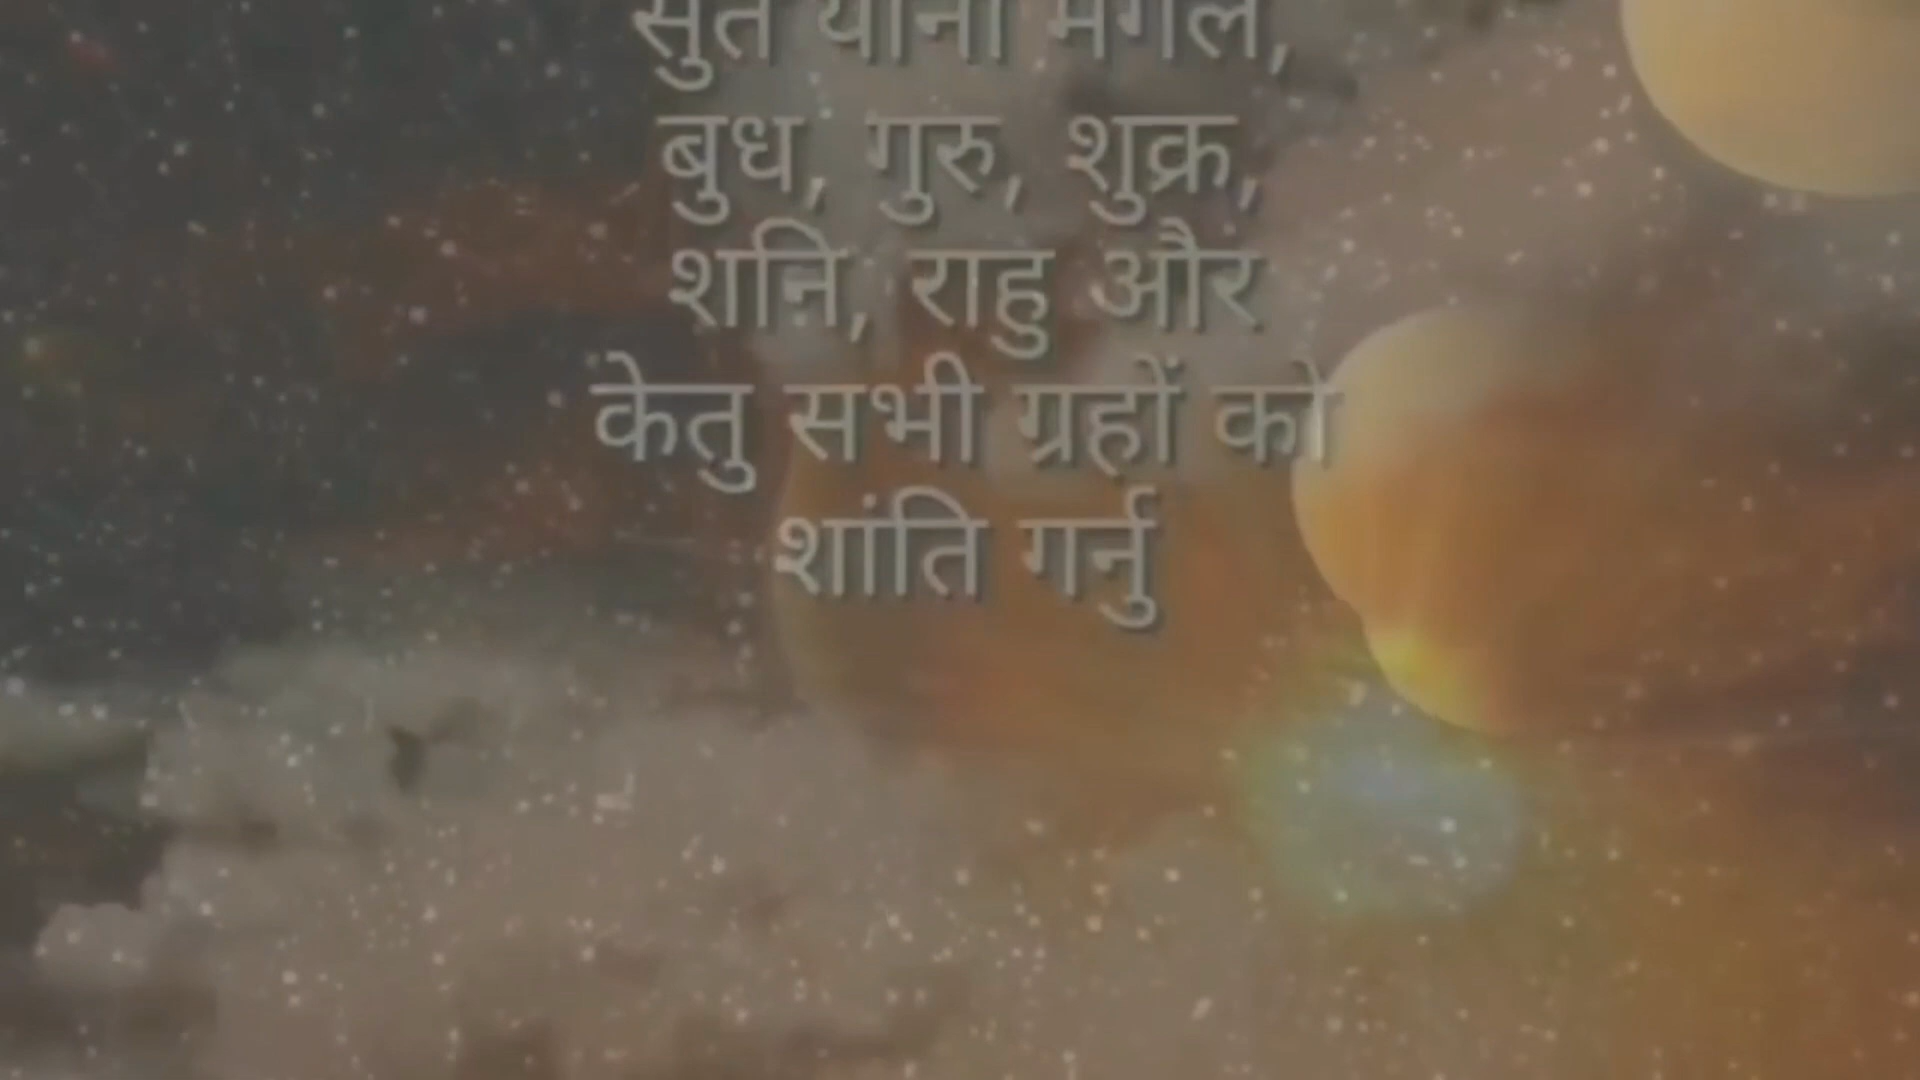 सुत यानी मंगल,
बुध, गुरु, शुक्र,
शनि, राहु और
केतु सभी ग्रहों को
शांति गर्नु